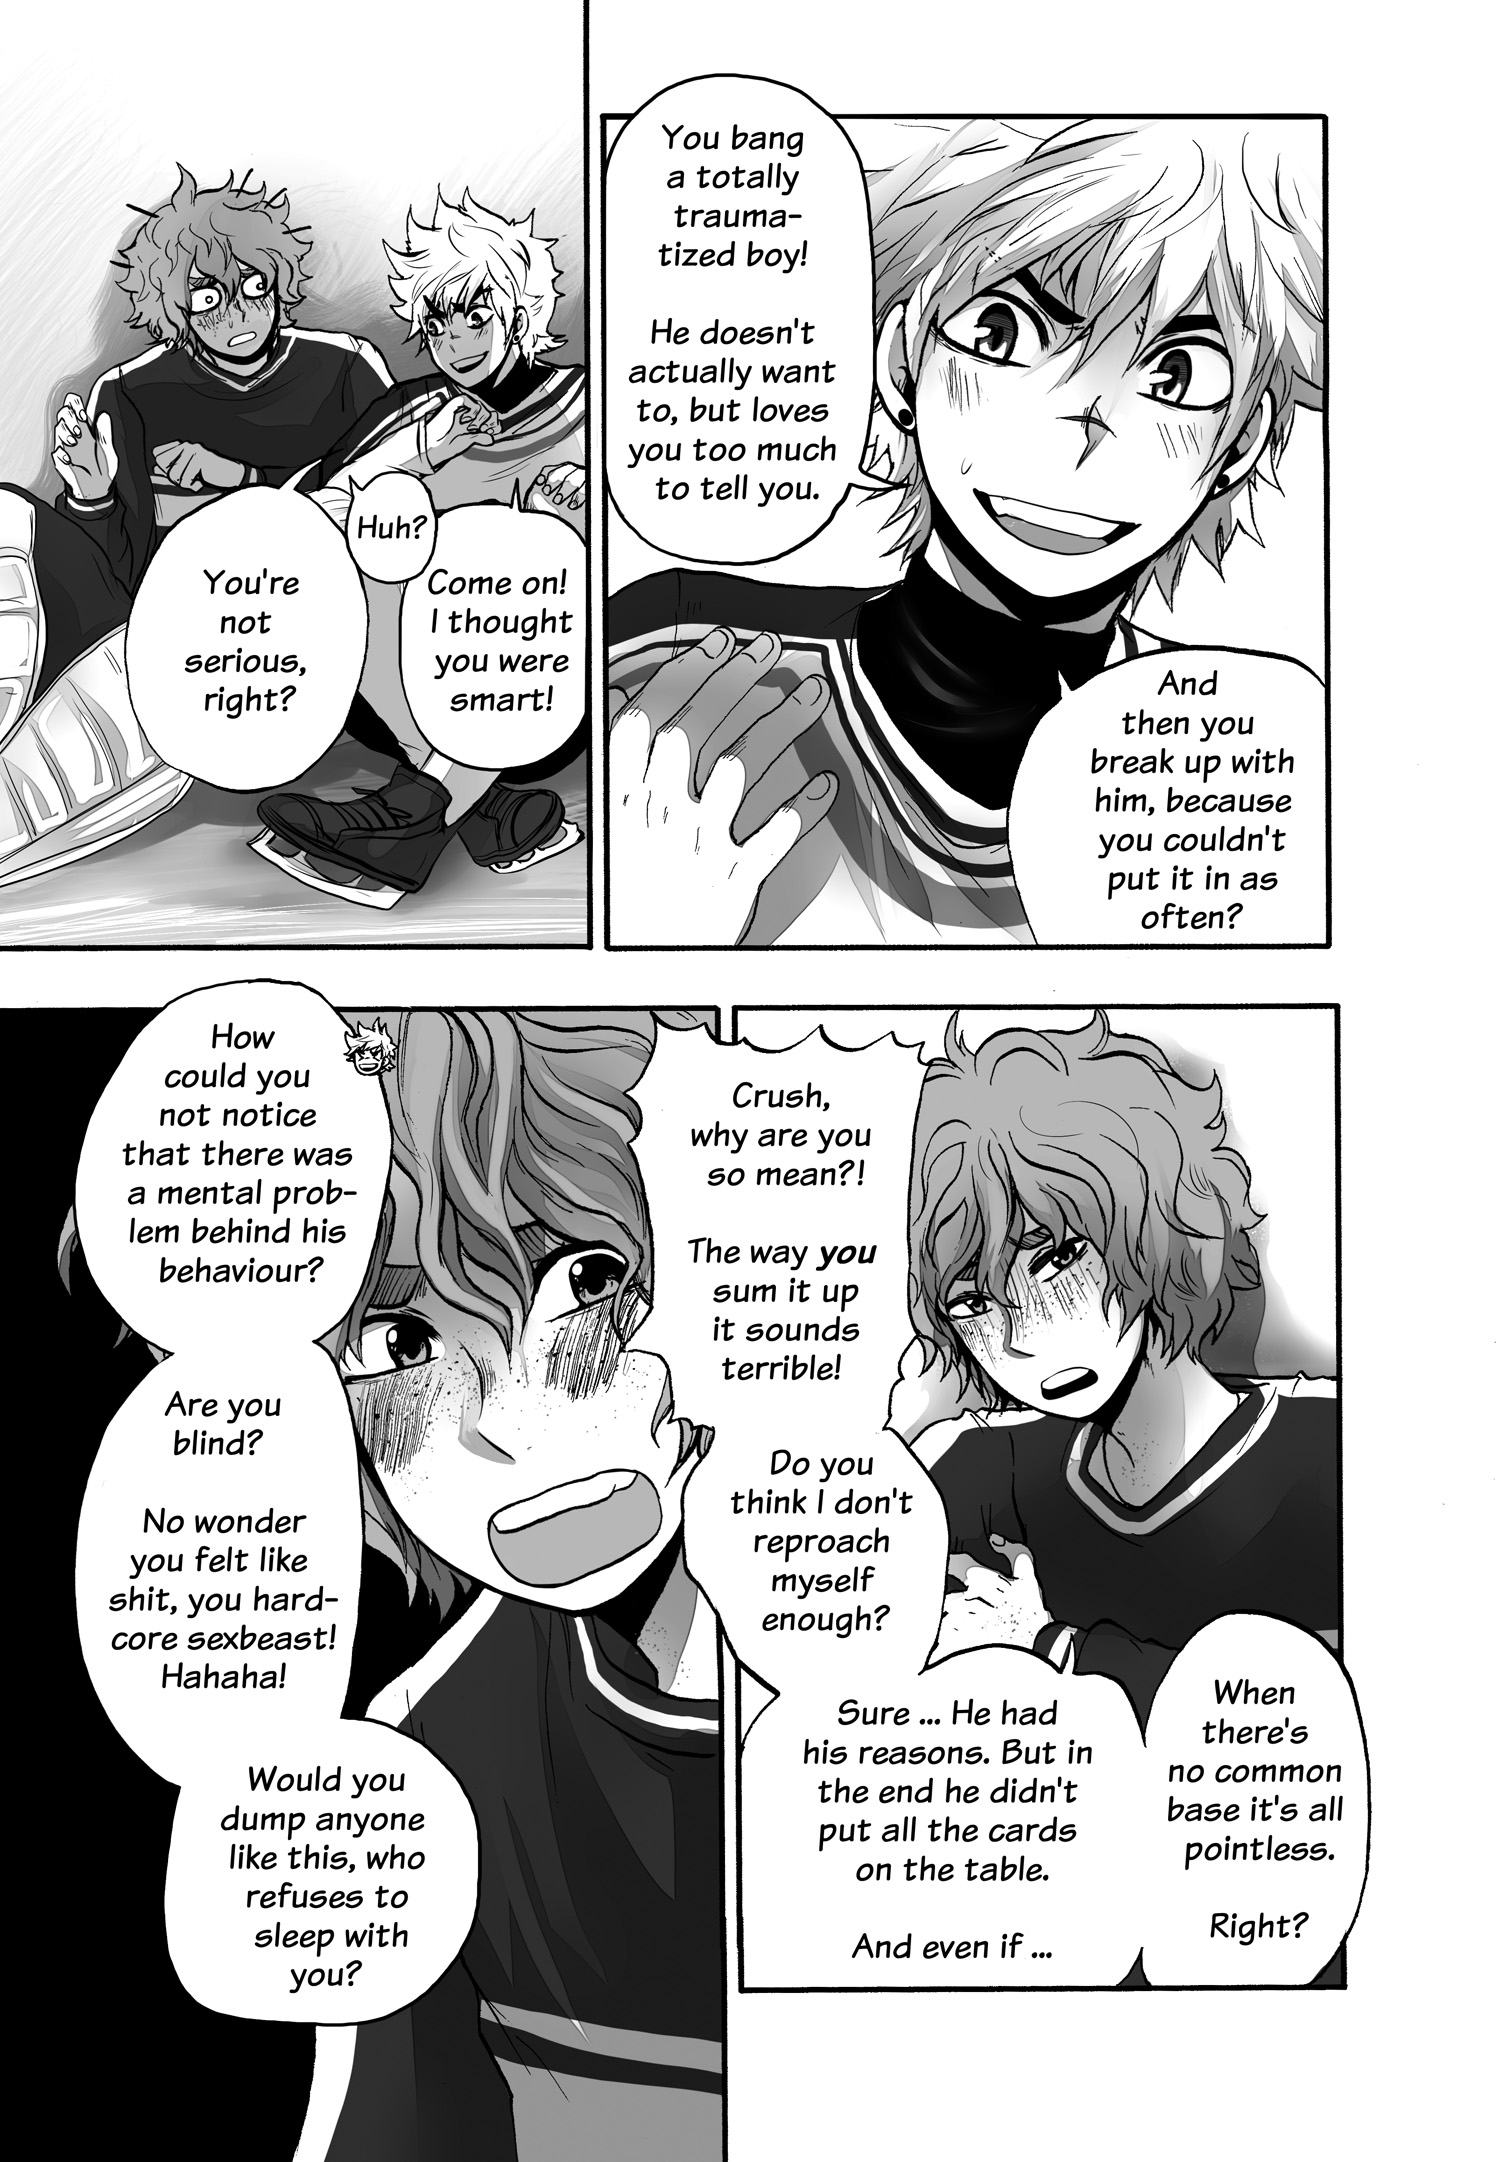 You're
not
serious,
right?
Huh?
Come on!
I thought
you were
smart!
pobbb
You bang
a totally
trauma-
tized boy!
He doesn't
actually want
to, but loves
you too much
to tell you.
And
then you
break up with
him, because
you couldn't
put it in as
often?
How
could you
not notice
that there was
a mental prob-
lem behind his
behaviour?
Are you
blind?
No wonder
you felt like
shit, you hard-
core sexbeast!
Hahaha!
Would you
dump anyone
like this, who
refuses to
sleep with
you?
Crush,
why are you
so mean?!
The way you
sum it up
it sounds
terrible!
Do you
think I don't
reproach
myself
enough?
Sure ... He had
his reasons. But in
the end he didn't
put all the cards
on the table.
And even if ...
When
there's
no common
base it's all
pointless.
Right?